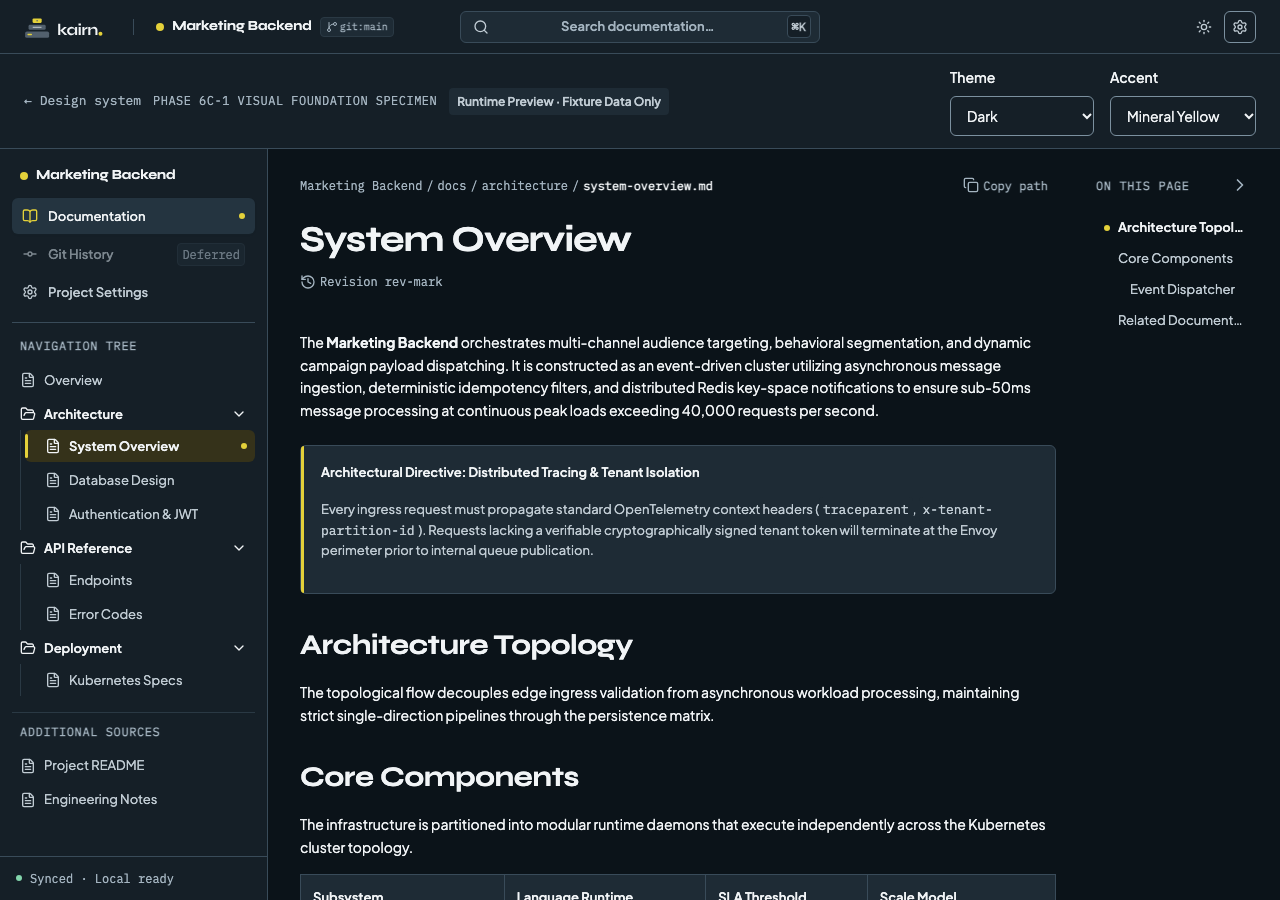 kairn.
Marketing Backend
git:main
Search documentation...
⌘K
← Design system
PHASE 6C-1 VISUAL FOUNDATION SPECIMEN
Runtime Preview · Fixture Data Only
Theme
Dark
Accent
Mineral Yellow
Marketing Backend
Documentation
Git History
Deferred
Project Settings
NAVIGATION TREE
Overview
Architecture
System Overview
Database Design
Authentication & JWT
API Reference
Endpoints
Error Codes
Deployment
Kubernetes Specs
ADDITIONAL SOURCES
Project README
Engineering Notes
Synced · Local ready
Marketing Backend / docs / architecture / system-overview.md
Copy path
System Overview
Revision rev-mark
The Marketing Backend orchestrates multi-channel audience targeting, behavioral segmentation, and dynamic
campaign payload dispatching. It is constructed as an event-driven cluster utilizing asynchronous message
ingestion, deterministic idempotency filters, and distributed Redis key-space notifications to ensure sub-50ms
message processing at continuous peak loads exceeding 40,000 requests per second.
Architectural Directive: Distributed Tracing & Tenant Isolation
Every ingress request must propagate standard OpenTelemetry context headers ( traceparent , x-tenant-
partition-id ). Requests lacking a verifiable cryptographically signed tenant token will terminate at the Envoy
perimeter prior to internal queue publication.
Architecture Topology
The topological flow decouples edge ingress validation from asynchronous workload processing, maintaining
strict single-direction pipelines through the persistence matrix.
Core Components
The infrastructure is partitioned into modular runtime daemons that execute independently across the Kubernetes
cluster topology.
Subsystem
Language Runtime
SLA Threshold
Scale Model
ON THIS PAGE
Architecture Topol...
Core Components
Event Dispatcher
Related Document...